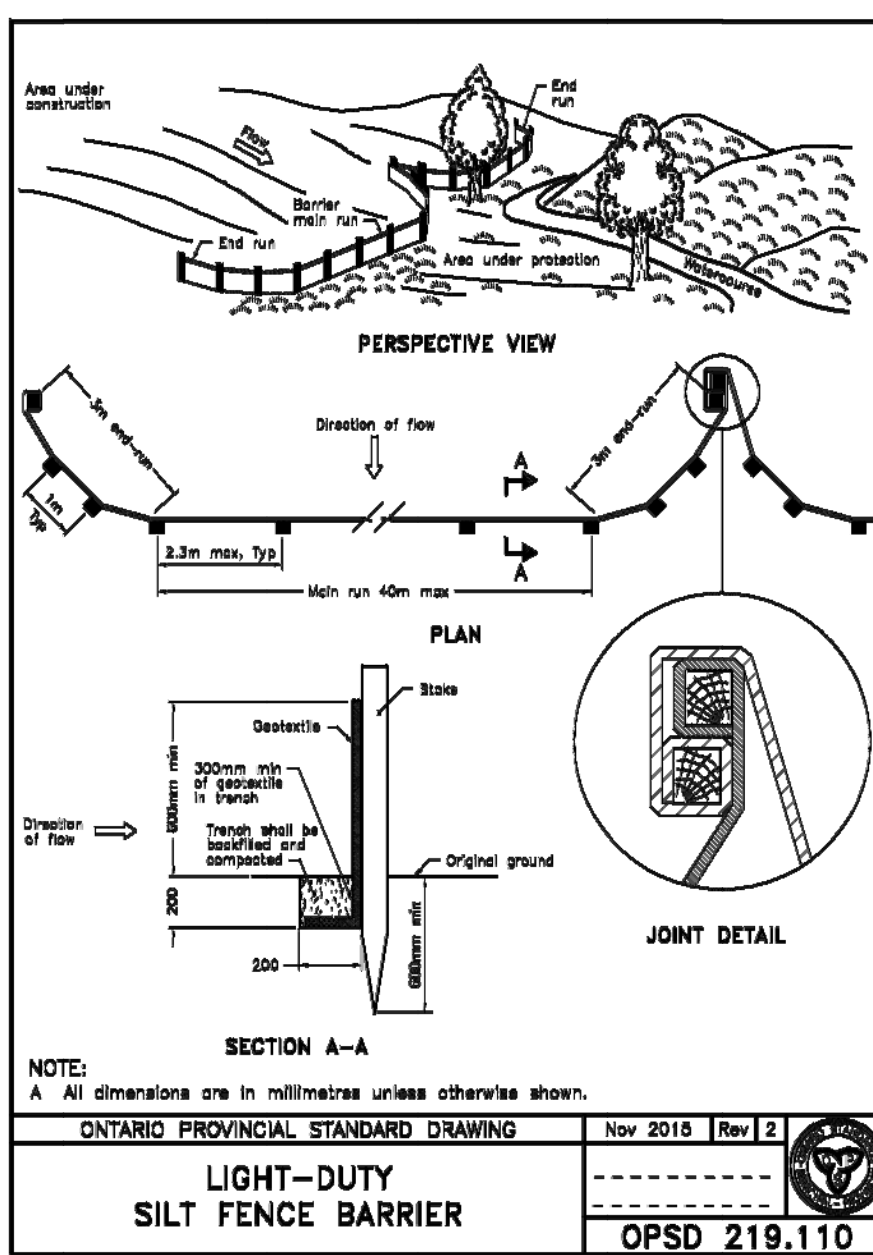 Area under
construction
Flow
End
run
Barrier
main run
End run
Area under protection
Watercourse
PERSPECTIVE VIEW
3m end-run
1m
Typ
Direction of flow
A
A
3m end-run
2.3m max, Typ
Main run 40m max
PLAN
Stake
Geotextile
300mm min
of geotextile
in trench
Trench shall be
backfilled and
compacted
Direction
of flow
600mm min
200
200
Original ground
600mm min
SECTION A-A
JOINT DETAIL
NOTE:
A All dimensions are in millimetres unless otherwise shown.
ONTARIO PROVINCIAL STANDARD DRAWING
Nov 2015 Rev 2
LIGHT-DUTY
SILT FENCE BARRIER
OPSD 219.110